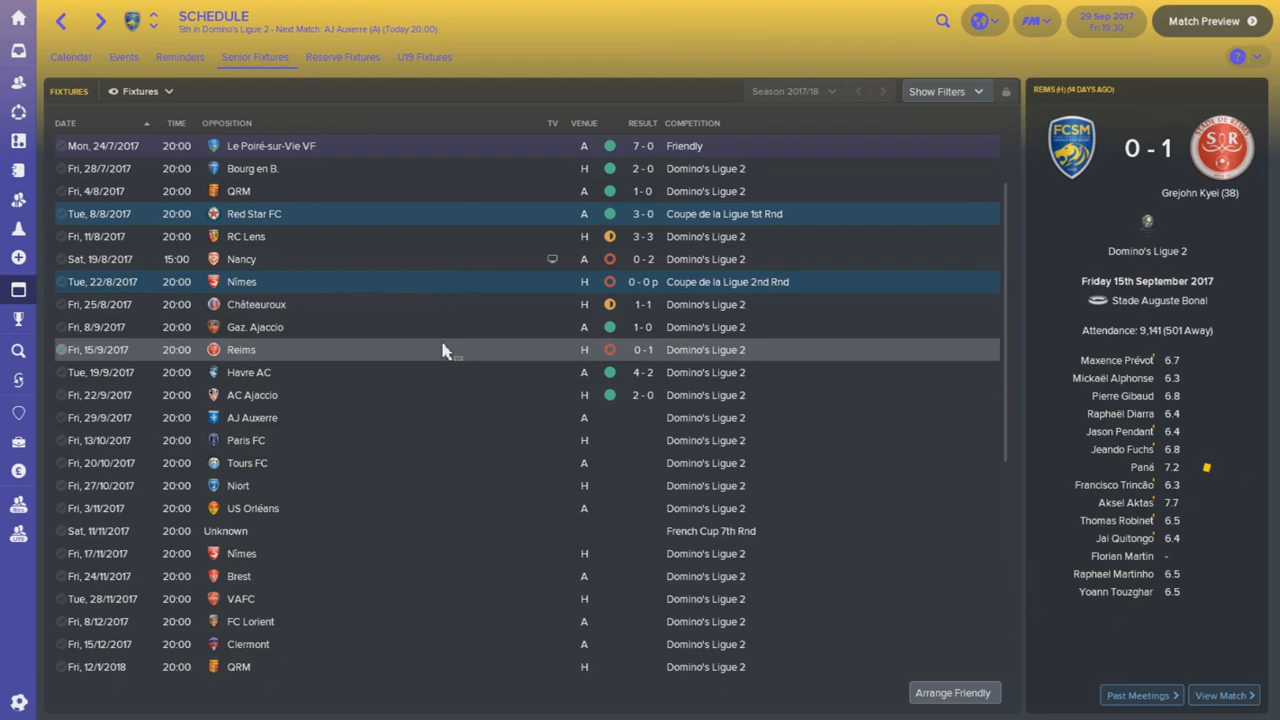 SCHEDULE
5th in Domino's Ligue 2 - Next Match: AJ Auxerre (A) (Today 20:00)
FM
29 Sep 2017
Fri 19:30
Match Preview
Calendar Events Reminders Senior Fixtures Reserve Fixtures U19 Fixtures
?
FIXTURES Fixtures Season 2017/18 Show Filters
DATE TIME OPPOSITION TV VENUE RESULT COMPETITION
Mon, 24/7/2017 20:00 Le Poiré-sur-Vie VF A 7 - 0 Friendly
Fri, 28/7/2017 20:00 Bourg en B. H 2 - 0 Domino's Ligue 2
Fri, 4/8/2017 20:00 QRM A 1 - 0 Domino's Ligue 2
Tue, 8/8/2017 20:00 Red Star FC A 3 - 0 Coupe de la Ligue 1st Rnd
Fri, 11/8/2017 20:00 RC Lens H 3 - 3 Domino's Ligue 2
Sat, 19/8/2017 15:00 Nancy A 0 - 2 Domino's Ligue 2
Tue, 22/8/2017 20:00 Nîmes H 0 - 0 p Coupe de la Ligue 2nd Rnd
Fri, 25/8/2017 20:00 Châteauroux H 1 - 1 Domino's Ligue 2
Fri, 8/9/2017 20:00 Gaz. Ajaccio A 1 - 0 Domino's Ligue 2
Fri, 15/9/2017 20:00 Reims H 0 - 1 Domino's Ligue 2
Tue, 19/9/2017 20:00 Havre AC A 4 - 2 Domino's Ligue 2
Fri, 22/9/2017 20:00 AC Ajaccio H 2 - 0 Domino's Ligue 2
Fri, 29/9/2017 20:00 AJ Auxerre A Domino's Ligue 2
Fri, 13/10/2017 20:00 Paris FC H Domino's Ligue 2
Fri, 20/10/2017 20:00 Tours FC A Domino's Ligue 2
Fri, 27/10/2017 20:00 Niort H Domino's Ligue 2
Fri, 3/11/2017 20:00 US Orléans A Domino's Ligue 2
Sat, 11/11/2017 20:00 Unknown French Cup 7th Rnd
Fri, 17/11/2017 20:00 Nîmes H Domino's Ligue 2
Fri, 24/11/2017 20:00 Brest A Domino's Ligue 2
Tue, 28/11/2017 20:00 VAFC H Domino's Ligue 2
Fri, 8/12/2017 20:00 FC Lorient A Domino's Ligue 2
Fri, 15/12/2017 20:00 Clermont A Domino's Ligue 2
Fri, 12/1/2018 20:00 QRM H Domino's Ligue 2
Arrange Friendly
REIMS (H) (14 DAYS AGO)
FCSM
0 - 1
STADE DE REIMS
Grejohn Kyei (38)
Domino's Ligue 2
Friday 15th September 2017
Stade Auguste Bonal
Attendance: 9,141 (501 Away)
Maxence Prévot 6.7
Mickaël Alphonse 6.3
Pierre Gibaud 6.8
Raphaël Diarra 6.4
Jason Pendant 6.4
Jeando Fuchs 6.8
Paná 7.2
Francisco Trincão 6.3
Aksel Aktas 7.7
Thomas Robinet 6.5
Jai Quitongo 6.4
Florian Martin -
Raphael Martinho 6.5
Yoann Touzghar 6.5
Past Meetings View Match